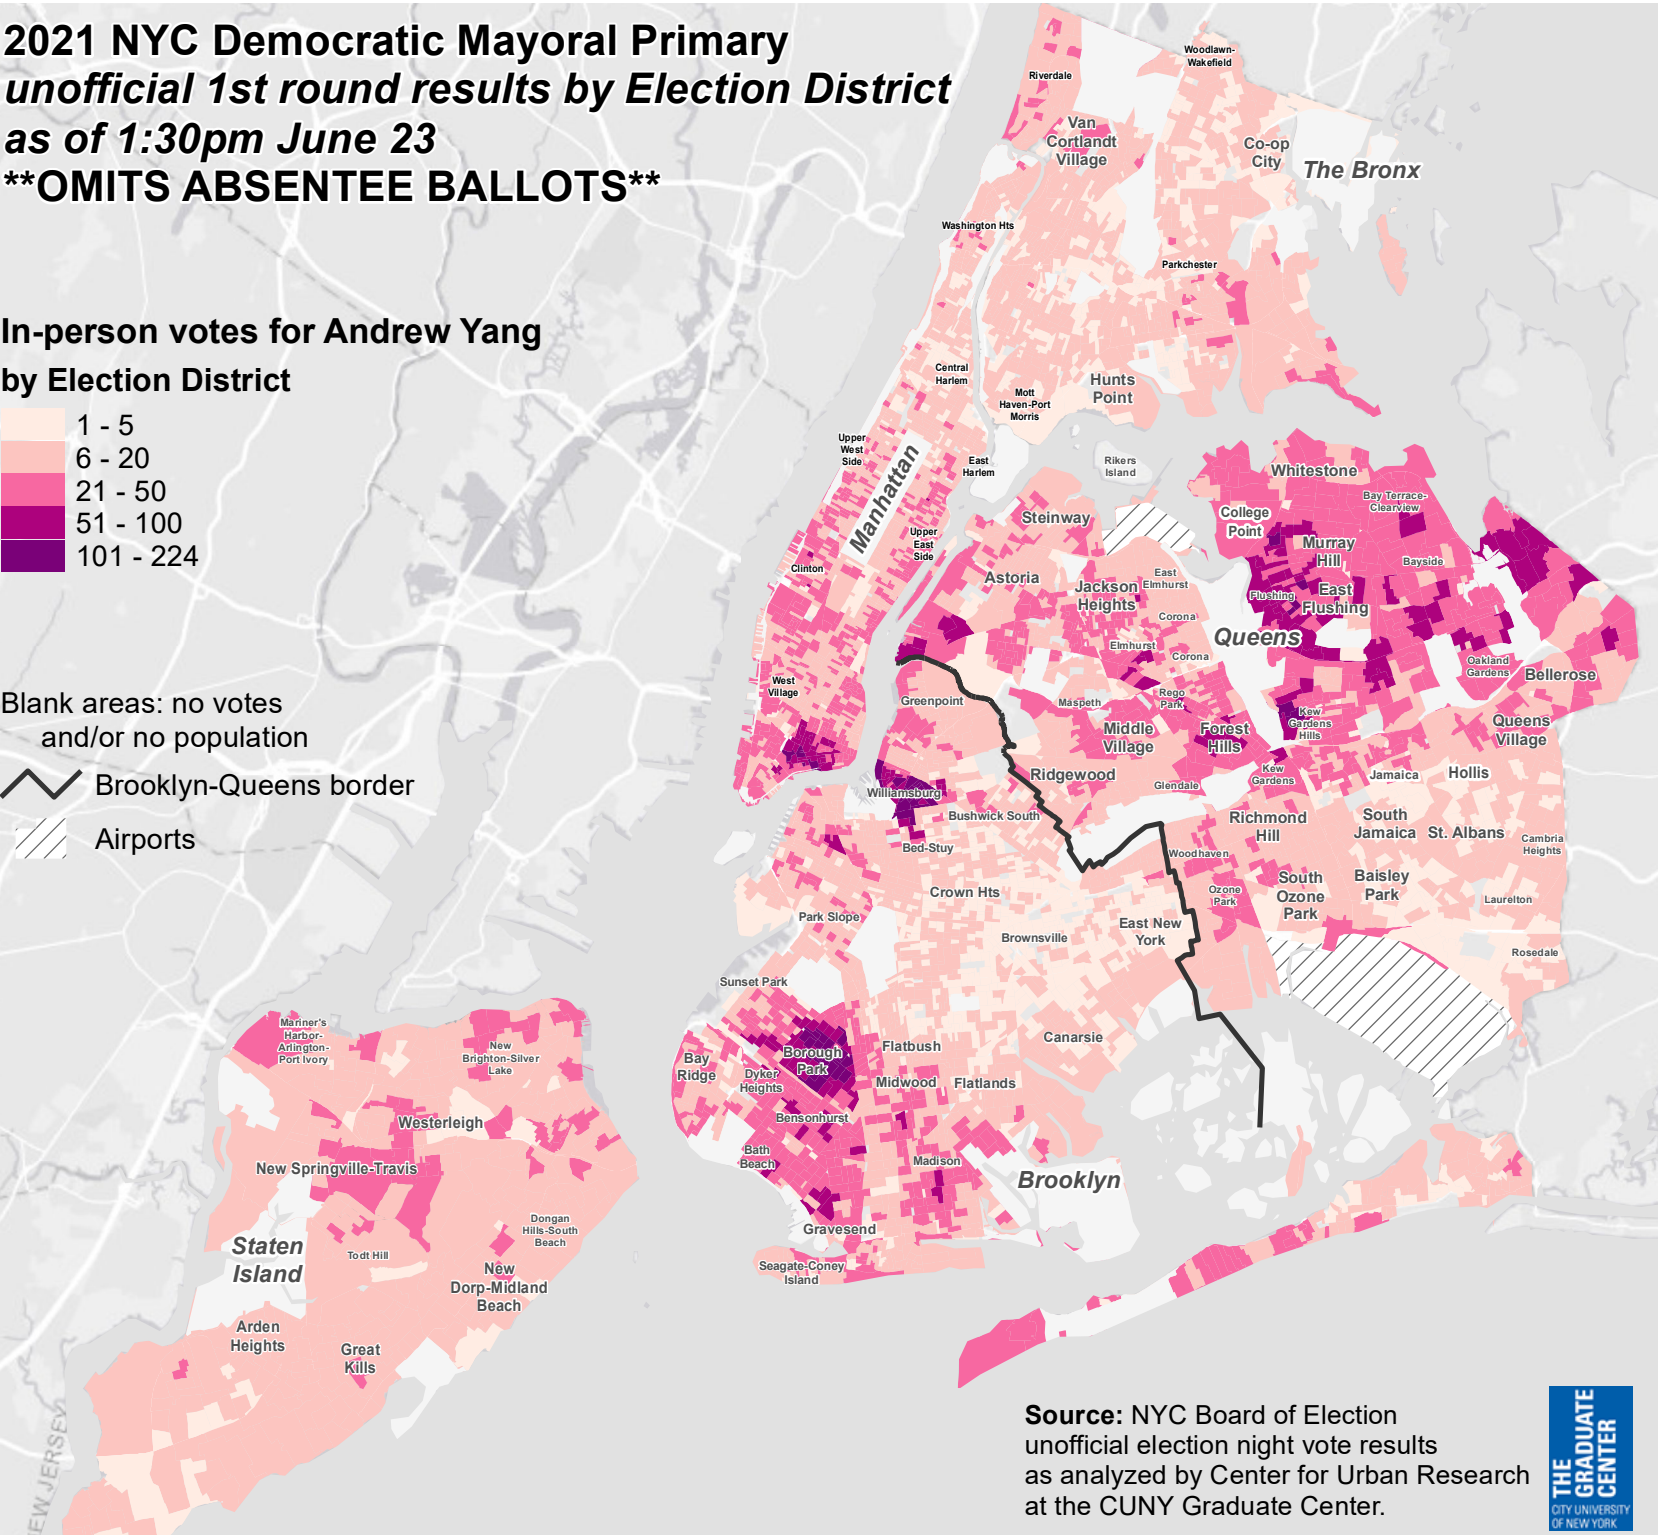 2021 NYC Democratic Mayoral Primary
unofficial 1st round results by Election District
as of 1:30pm June 23
**OMITS ABSENTEE BALLOTS**
In-person votes for Andrew Yang
by Election District
1 - 5
6 - 20
21 - 50
51 - 100
101 - 224
Blank areas: no votes
and/or no population
Brooklyn-Queens border
Airports
Woodlawn-
Wakefield
Riverdale
Van
Cortlandt
Village
Co-op
City
The Bronx
Washington Hts
Parkchester
Central
Harlem
Mott
Haven-Port
Morris
Hunts
Point
Upper
West
Side
Manhattan
East
Harlem
Rikers
Island
Upper
East
Side
Clinton
West
Village
Steinway
Astoria
Jackson
Heights
East
Elmhurst
Corona
Elmhurst
Corona
Queens
Whitestone
College
Point
Bay Terrace-
Clearview
Murray
Hill
Bayside
Flushing
East
Flushing
Oakland
Gardens
Bellerose
Queens
Village
Greenpoint
Maspeth
Rego
Park
Middle
Village
Forest
Hills
Kew
Gardens
Hills
Ridgewood
Glendale
Kew
Gardens
Jamaica
Hollis
Williamsburg
Bushwick South
Bed-Stuy
Richmond
Hill
South
Jamaica
St. Albans
Cambria
Heights
Woodhaven
Crown Hts
Ozone
Park
South
Ozone
Park
Baisley
Park
Laurelton
Park Slope
East New
York
Brownsville
Rosedale
Sunset Park
Canarsie
Bay
Ridge
Borough
Park
Dyker
Heights
Flatbush
Midwood
Flatlands
Bensonhurst
Bath
Beach
Madison
Brooklyn
Gravesend
Seagate-Coney
Island
Mariner's
Harbor-
Arlington-
Port Ivory
New
Brighton-Silver
Lake
Westerleigh
New Springville-Travis
Dongan
Hills-South
Beach
Todt Hill
Staten
Island
New
Dorp-Midland
Beach
Arden
Heights
Great
Kills
Source: NYC Board of Election
unofficial election night vote results
as analyzed by Center for Urban Research
at the CUNY Graduate Center.
THE
GRADUATE
CENTER
CITY UNIVERSITY
OF NEW YORK